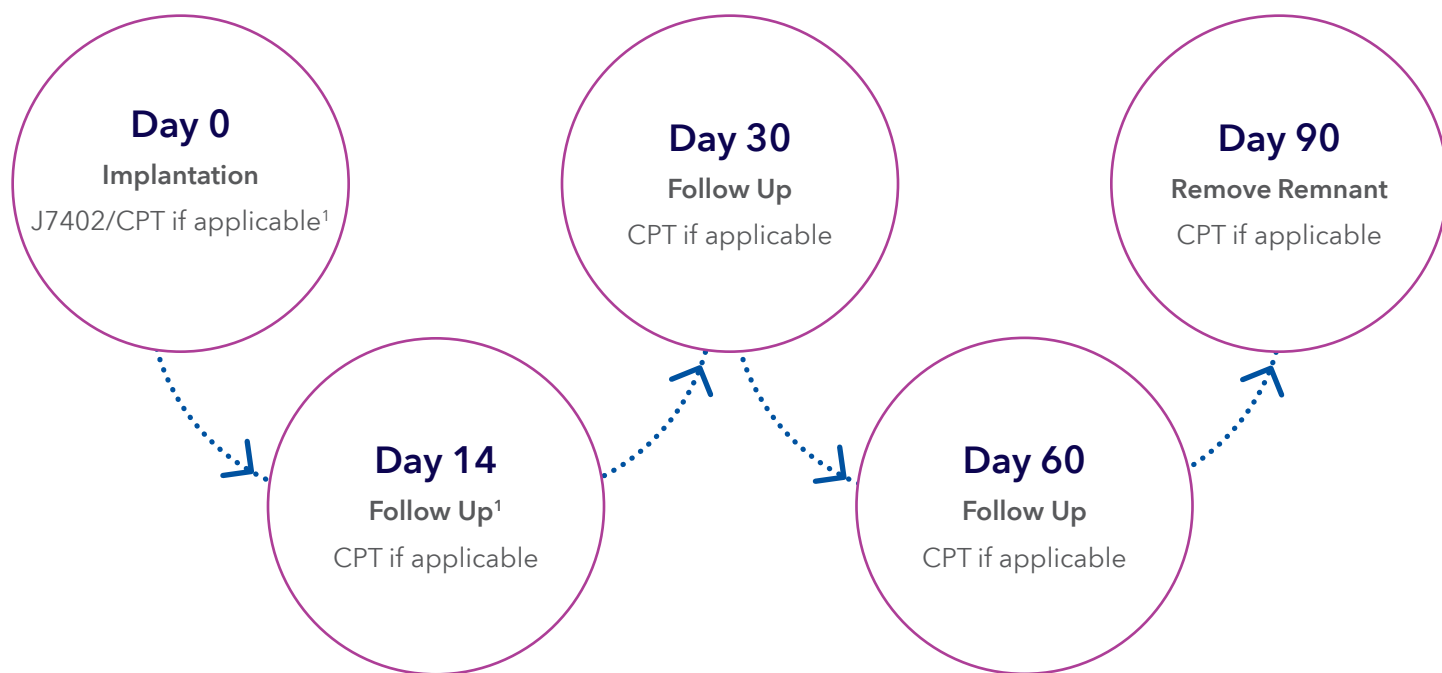 Day 0
Implantation
J7402/CPT if applicable¹
Day 14
Follow Up¹
CPT if applicable
Day 30
Follow Up
CPT if applicable
Day 60
Follow Up
CPT if applicable
Day 90
Remove Remnant
CPT if applicable